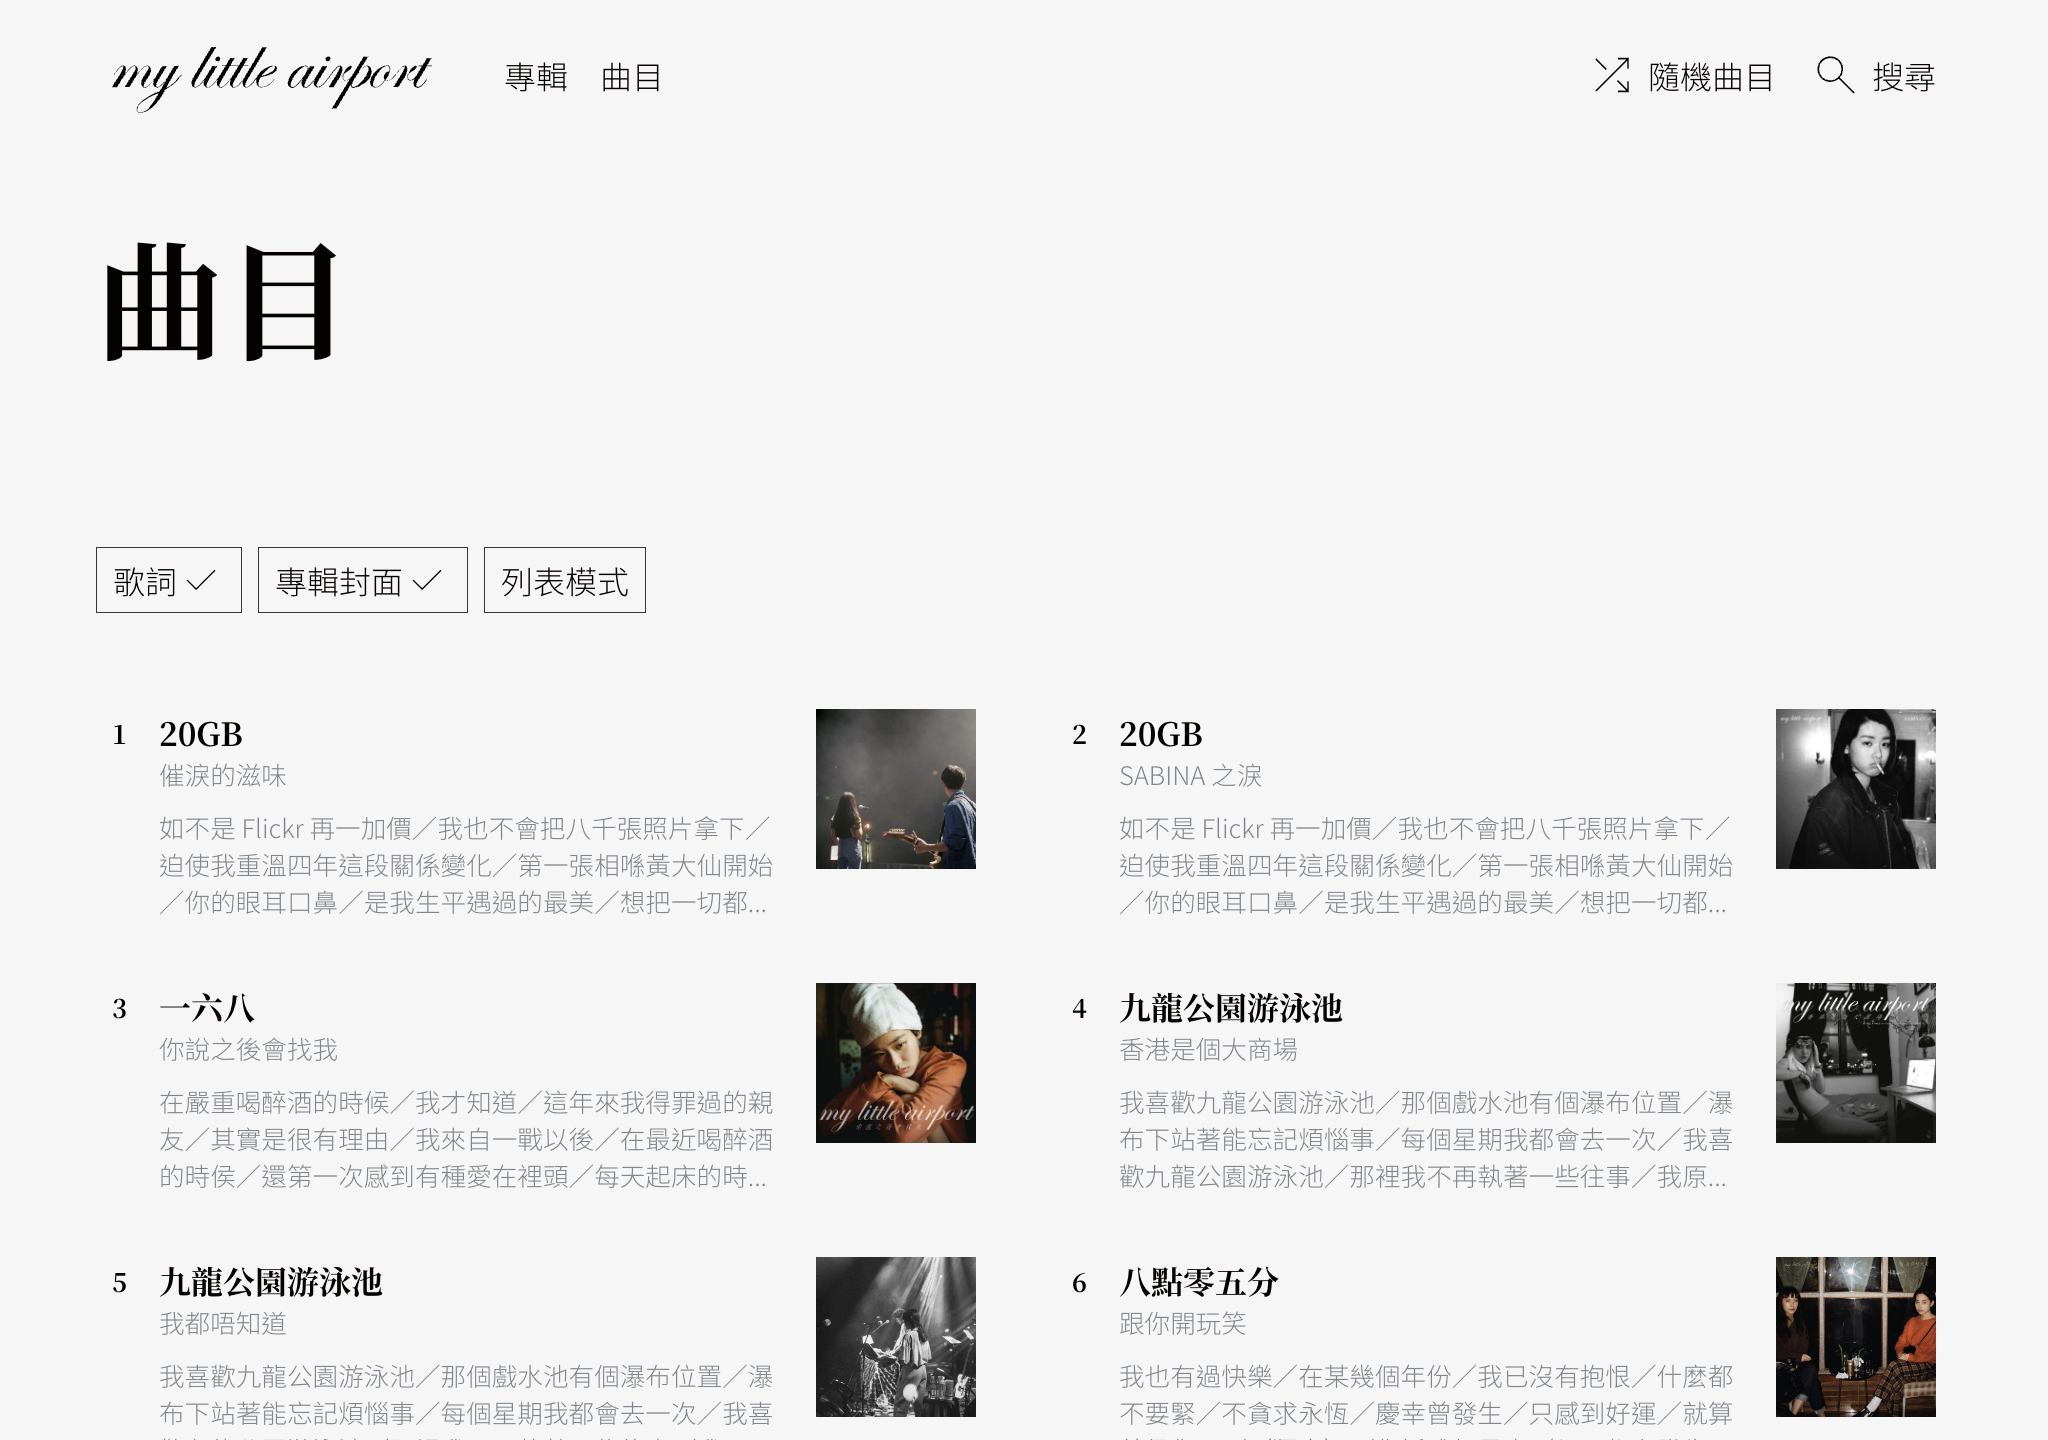 my little airport
專輯 曲目
隨機曲目 搜尋
曲目
歌詞 專輯封面 列表模式
1 20GB
催淚的滋味
如不是 Flickr 再一加價／我也不會把八千張照片拿下／
迫使我重溫四年這段關係變化／第一張相喺黃大仙開始
／你的眼耳口鼻／是我生平遇過的最美／想把一切都...
2 20GB
SABINA 之淚
如不是 Flickr 再一加價／我也不會把八千張照片拿下／
迫使我重溫四年這段關係變化／第一張相喺黃大仙開始
／你的眼耳口鼻／是我生平遇過的最美／想把一切都...
3 一六八
你說之後會找我
在嚴重喝醉酒的時候／我才知道／這年來我得罪過的親
友／其實是很有理由／我來自一戰以後／在最近喝醉酒
的時侯／還第一次感到有種愛在裡頭／每天起床的時...
my little airport
4 九龍公園游泳池
香港是個大商場
我喜歡九龍公園游泳池／那個戲水池有個瀑布位置／瀑
布下站著能忘記煩惱事／每個星期我都會去一次／我喜
歡九龍公園游泳池／那裡我不再執著一些往事／我原...
my little airport
5 九龍公園游泳池
我都唔知道
我喜歡九龍公園游泳池／那個戲水池有個瀑布位置／瀑
布下站著能忘記煩惱事／每個星期我都會去一次／我喜
6 八點零五分
跟你開玩笑
我也有過快樂／在某幾個年份／我已沒有抱恨／什麼都
不要緊／不貪求永恆／慶幸曾發生／只感到好運／就算